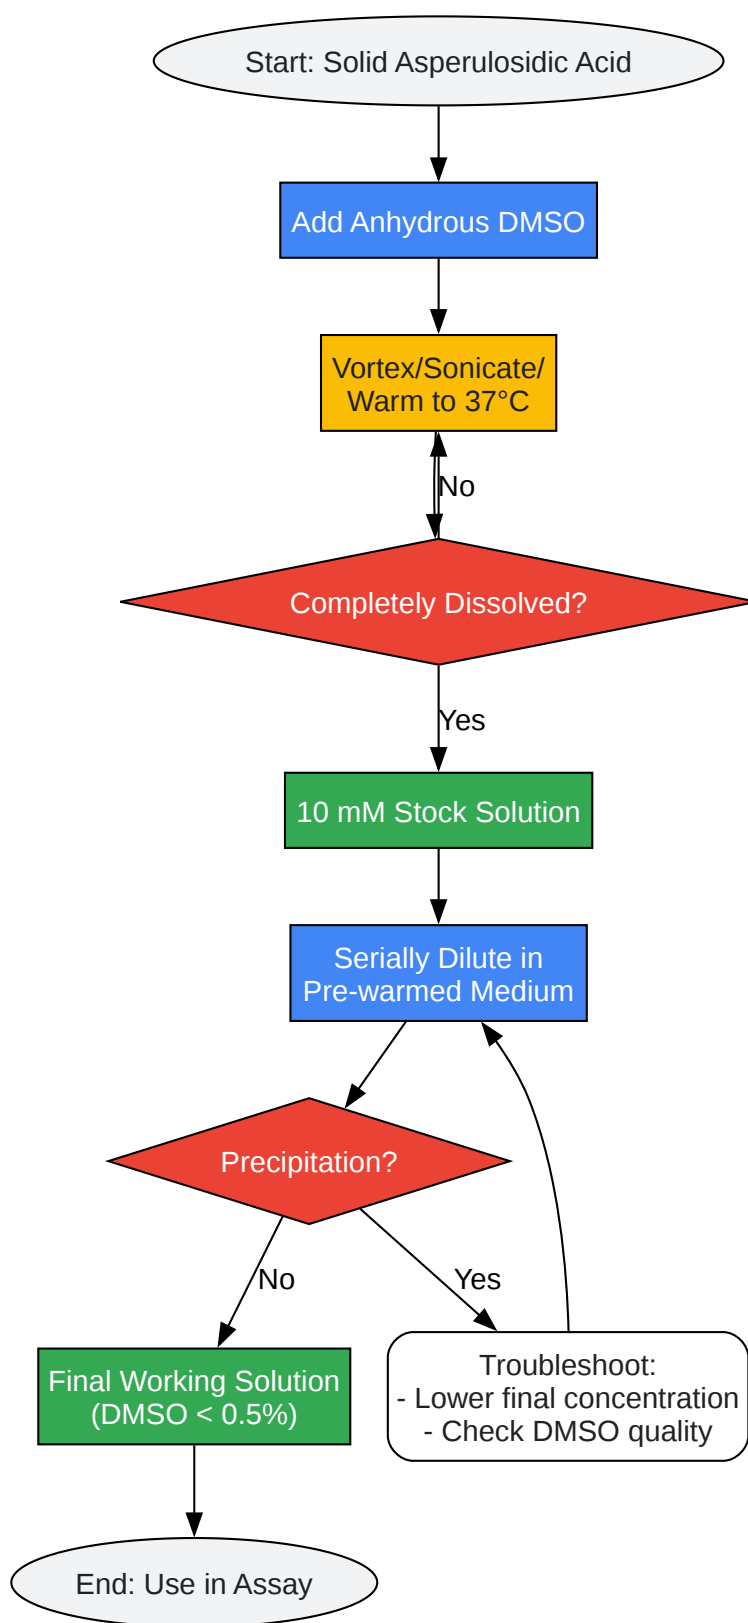 Start: Solid Asperulosidic Acid
Add Anhydrous DMSO
Vortex/Sonicate/
Warm to 37°C
No
Completely Dissolved?
Yes
10 mM Stock Solution
Serially Dilute in
Pre-warmed Medium
Precipitation?
No
Yes
Final Working Solution
(DMSO < 0.5%)
Troubleshoot:
- Lower final concentration
- Check DMSO quality
End: Use in Assay